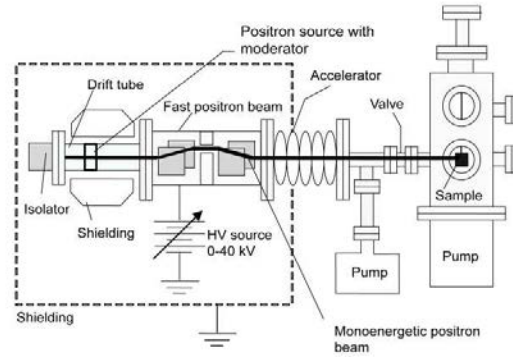 Positron source with
moderator
Drift tube
Fast positron beam
Accelerator
Valve
Isolator
Shielding
HV source
0-40 kV
Sample
Pump
Pump
Shielding
Monoenergetic positron
beam